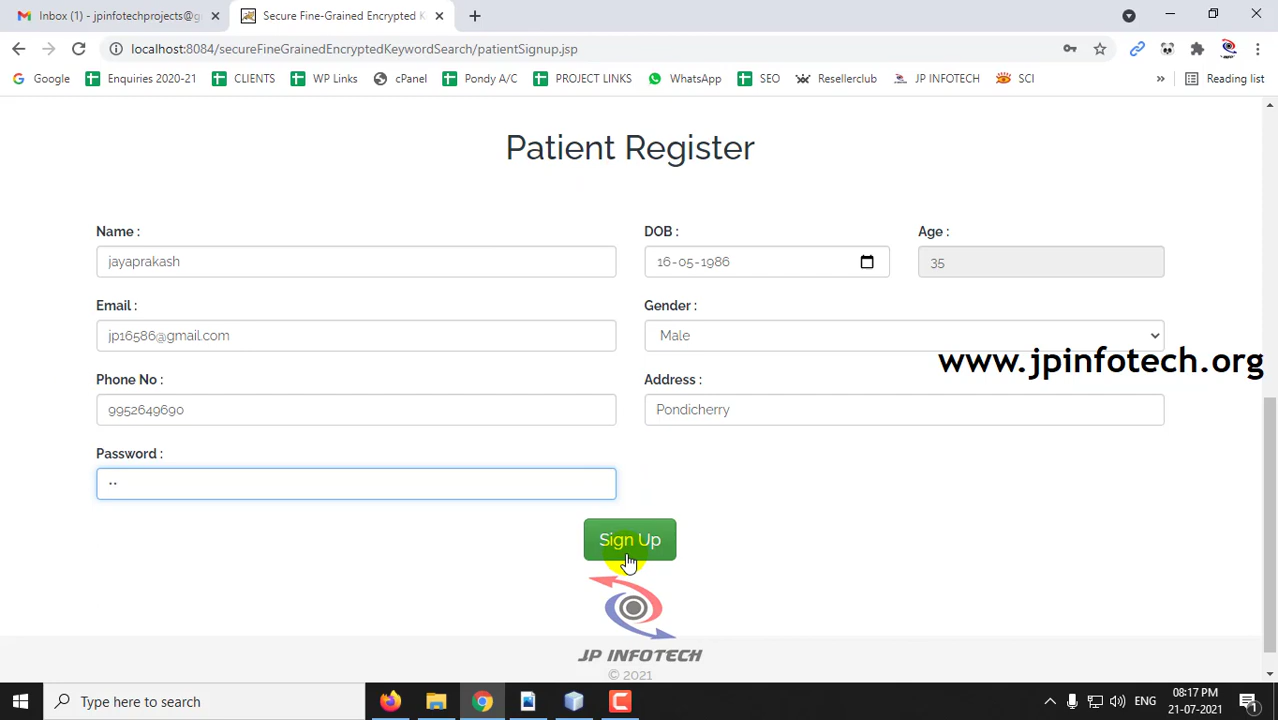 Inbox (1) - jpinfotechprojects@g
Secure Fine-Grained Encrypted K
localhost:8084/secureFineGrainedEncryptedKeywordSearch/patientSignup.jsp
Google
Enquiries 2020-21
CLIENTS
WP Links
cPanel
Pondy A/C
PROJECT LINKS
WhatsApp
SEO
Resellerclub
JP INFOTECH
SCI
»
Reading list
Patient Register
Name :
DOB :
Age :
jayaprakash
16-05-1986
35
Email :
Gender :
jp16586@gmail.com
Male
www.jpinfotech.org
Phone No :
Address :
9952649690
Pondicherry
Password :
Sign Up
JP INFOTECH
© 2021
Type here to search
ENG
08:17 PM
21-07-2021
1